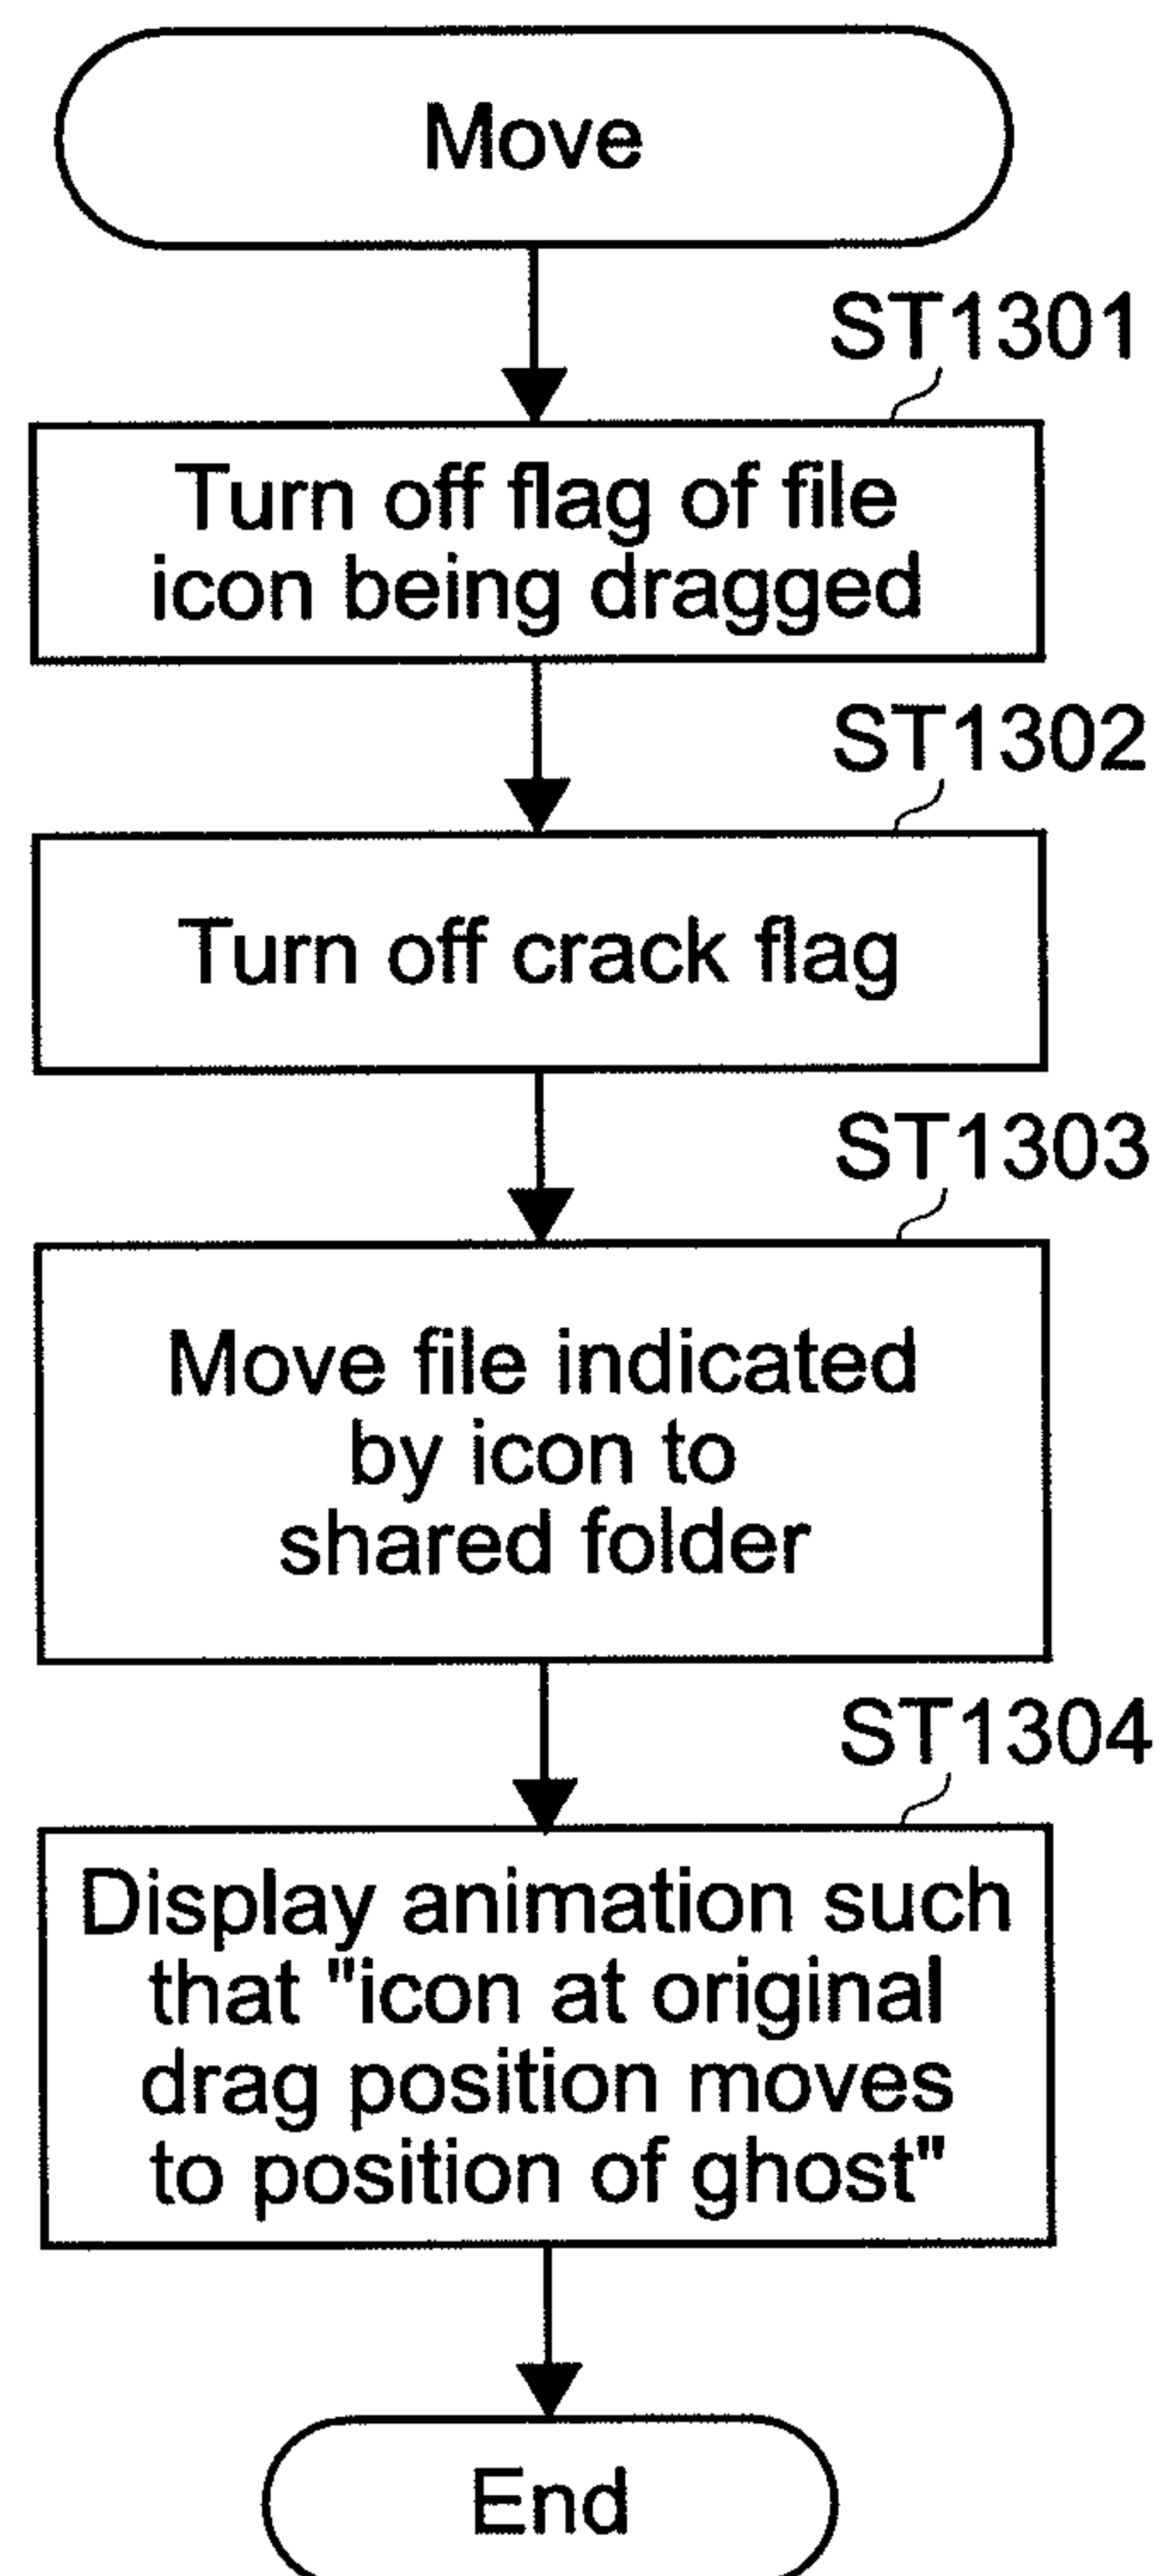 Move
ST1301
Turn off flag of file
icon being dragged
ST1302
Turn off crack flag
ST1303
Move file indicated
by icon to
shared folder
ST1304
Display animation such
that "icon at original
drag position moves
to position of ghost"
End